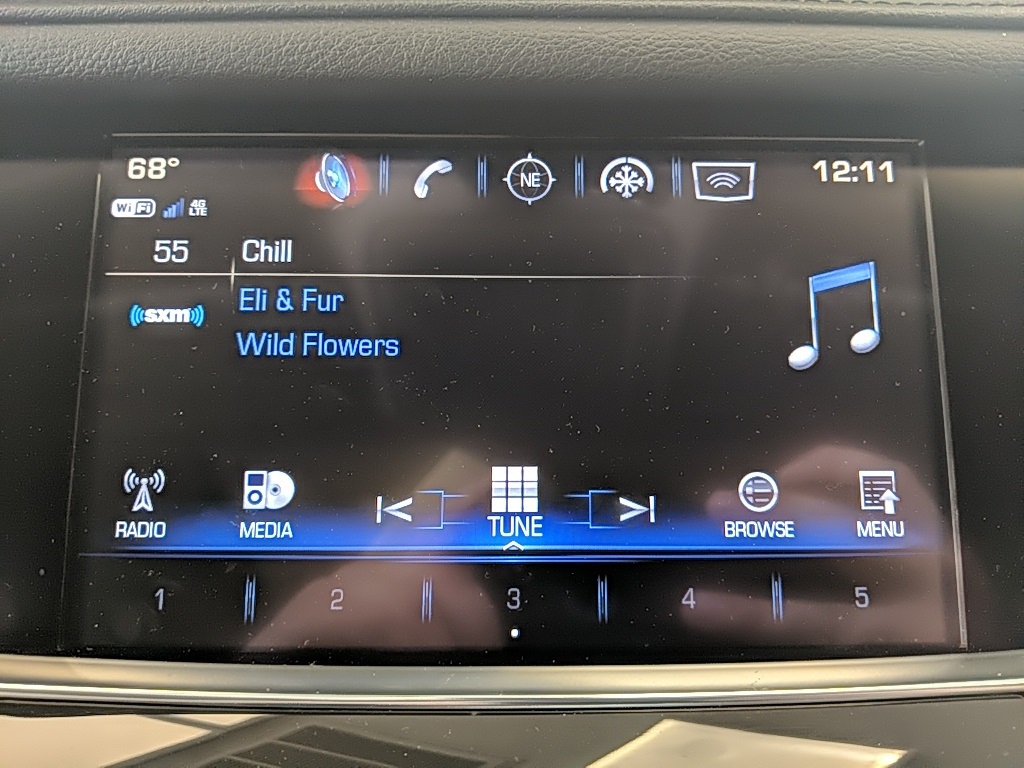 68°
NE
12:11
WiFi 4G LTE
55 Chill
((sxm))
Eli & Fur
Wild Flowers
RADIO MEDIA TUNE BROWSE MENU
1 2 3 4 5